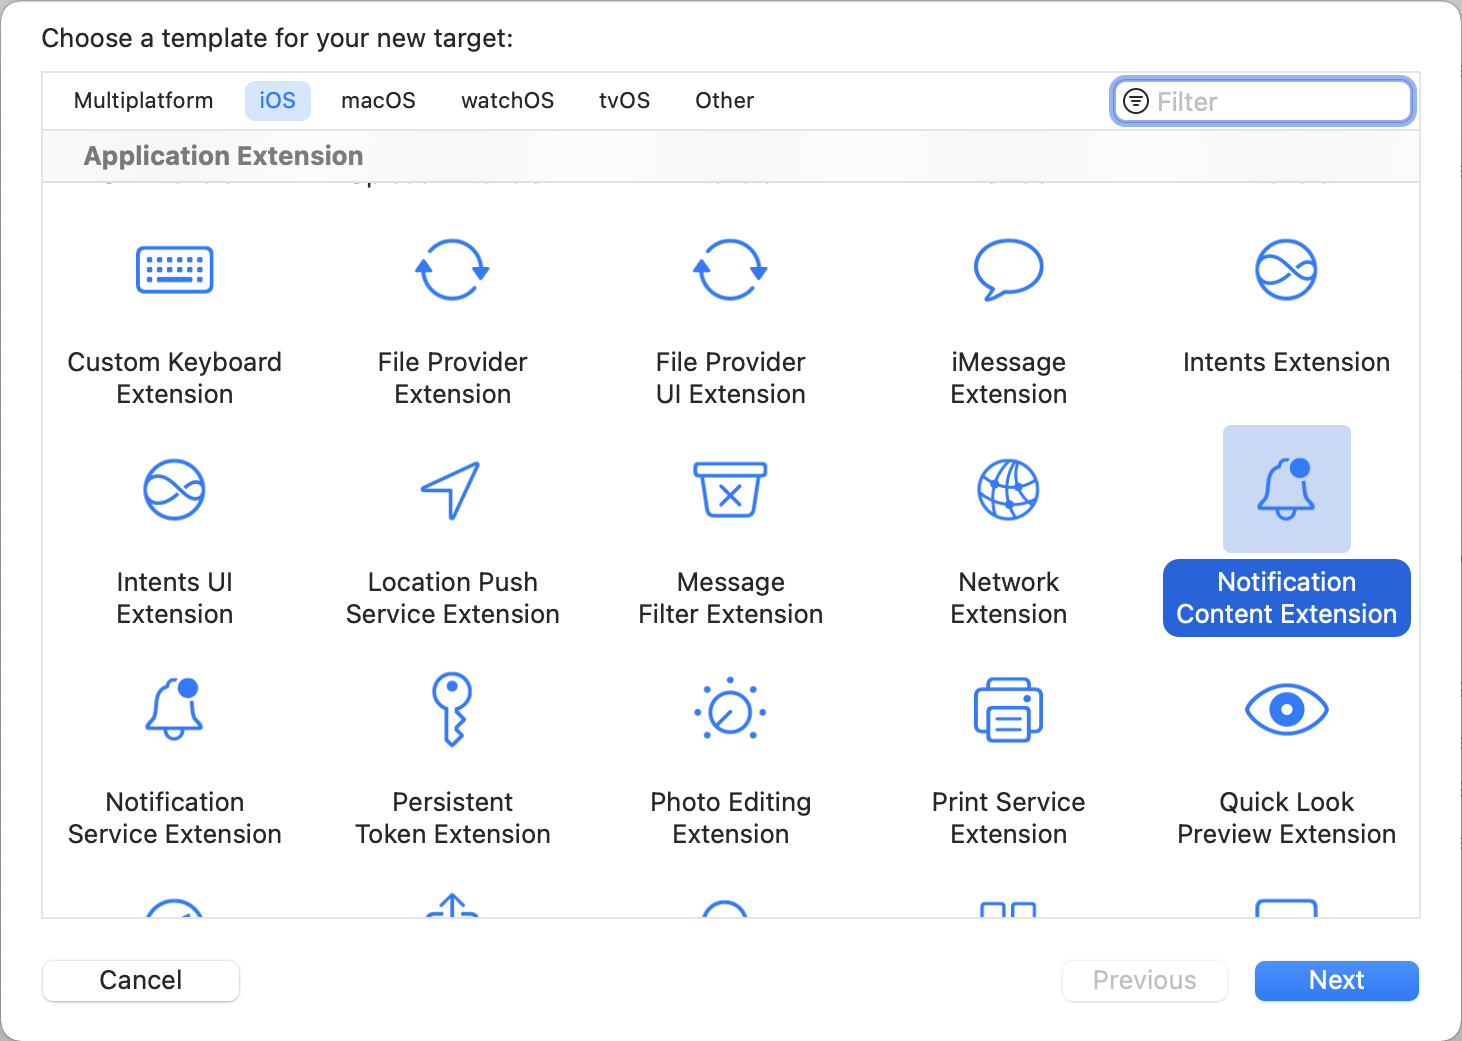 Choose a template for your new target:
Multiplatform iOS macOS watchOS tvOS Other Filter
Application Extension
Custom Keyboard
Extension
File Provider
Extension
File Provider
UI Extension
iMessage
Extension
Intents Extension
Intents UI
Extension
Location Push
Service Extension
Message
Filter Extension
Network
Extension
Notification
Content Extension
Notification
Service Extension
Persistent
Token Extension
Photo Editing
Extension
Print Service
Extension
Quick Look
Preview Extension
Cancel Previous Next